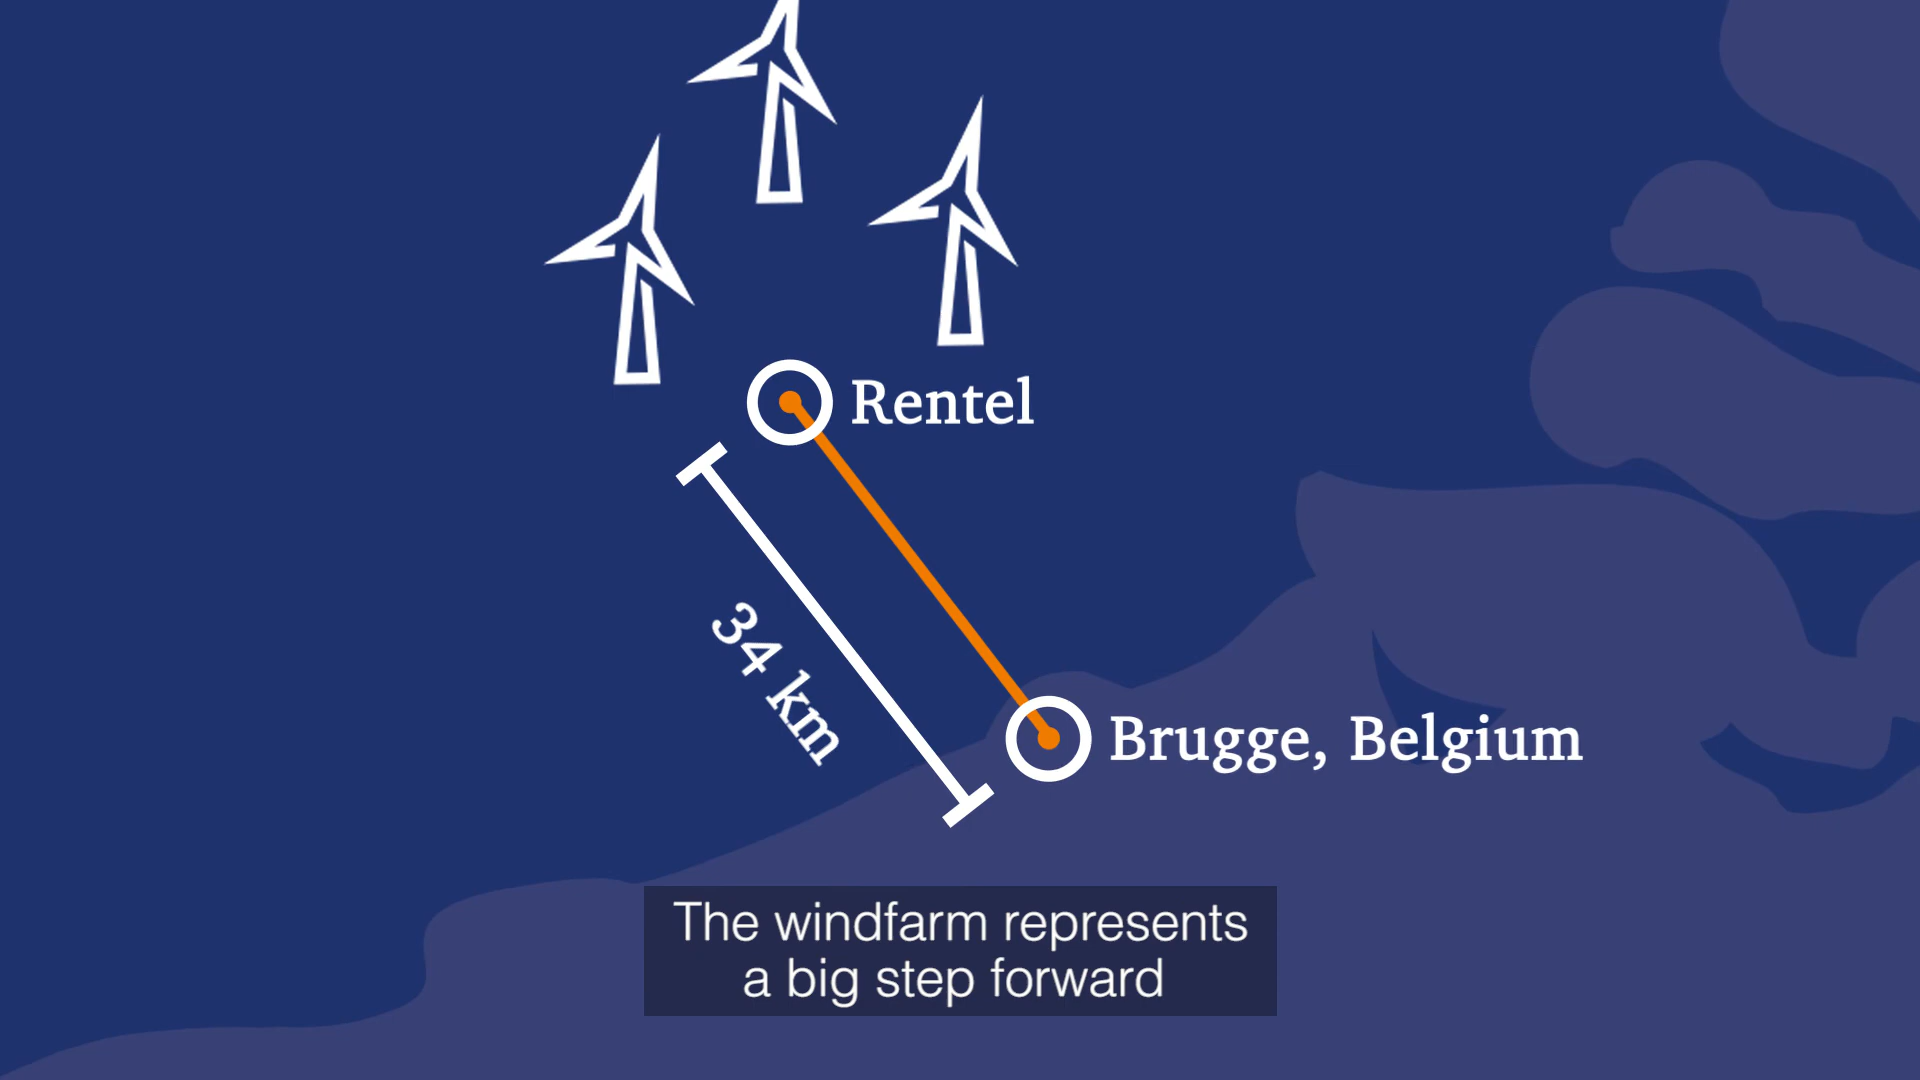 Rentel
34 km
Brugge, Belgium
The windfarm represents
a big step forward